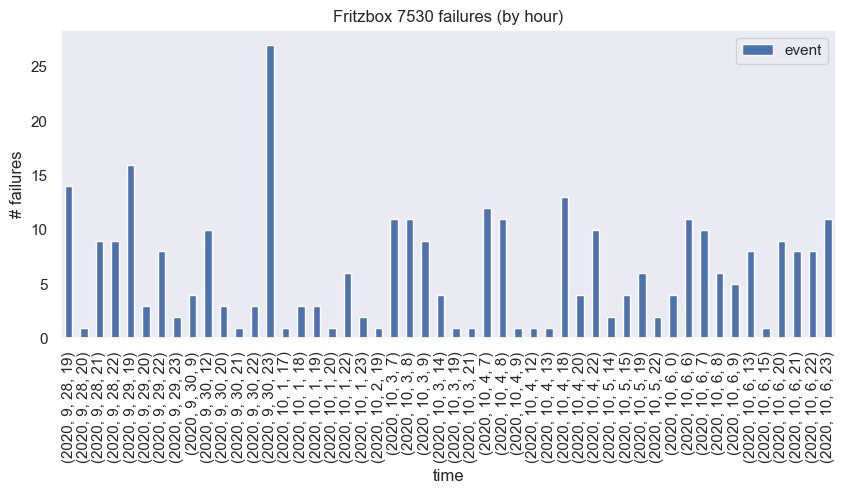 Fritzbox 7530 failures (by hour)
event
# failures
25
20
15
10
5
0
(2020, 9, 28, 19)
(2020, 9, 28, 20)
(2020, 9, 28, 21)
(2020, 9, 28, 22)
(2020, 9, 29, 19)
(2020, 9, 29, 20)
(2020, 9, 29, 22)
(2020, 9, 29, 23)
(2020, 9, 30, 9)
(2020, 9, 30, 12)
(2020, 9, 30, 20)
(2020, 9, 30, 21)
(2020, 9, 30, 22)
(2020, 9, 30, 23)
(2020, 10, 1, 17)
(2020, 10, 1, 18)
(2020, 10, 1, 19)
(2020, 10, 1, 20)
(2020, 10, 1, 22)
(2020, 10, 1, 23)
(2020, 10, 2, 19)
(2020, 10, 3, 7)
(2020, 10, 3, 8)
(2020, 10, 3, 9)
(2020, 10, 3, 14)
(2020, 10, 3, 19)
(2020, 10, 3, 21)
(2020, 10, 4, 7)
(2020, 10, 4, 8)
(2020, 10, 4, 9)
(2020, 10, 4, 12)
(2020, 10, 4, 13)
(2020, 10, 4, 18)
(2020, 10, 4, 20)
(2020, 10, 4, 22)
(2020, 10, 5, 14)
(2020, 10, 5, 15)
(2020, 10, 5, 19)
(2020, 10, 5, 22)
(2020, 10, 6, 0)
(2020, 10, 6, 6)
(2020, 10, 6, 7)
(2020, 10, 6, 8)
(2020, 10, 6, 9)
(2020, 10, 6, 13)
(2020, 10, 6, 15)
(2020, 10, 6, 20)
(2020, 10, 6, 21)
(2020, 10, 6, 22)
(2020, 10, 6, 23)
time